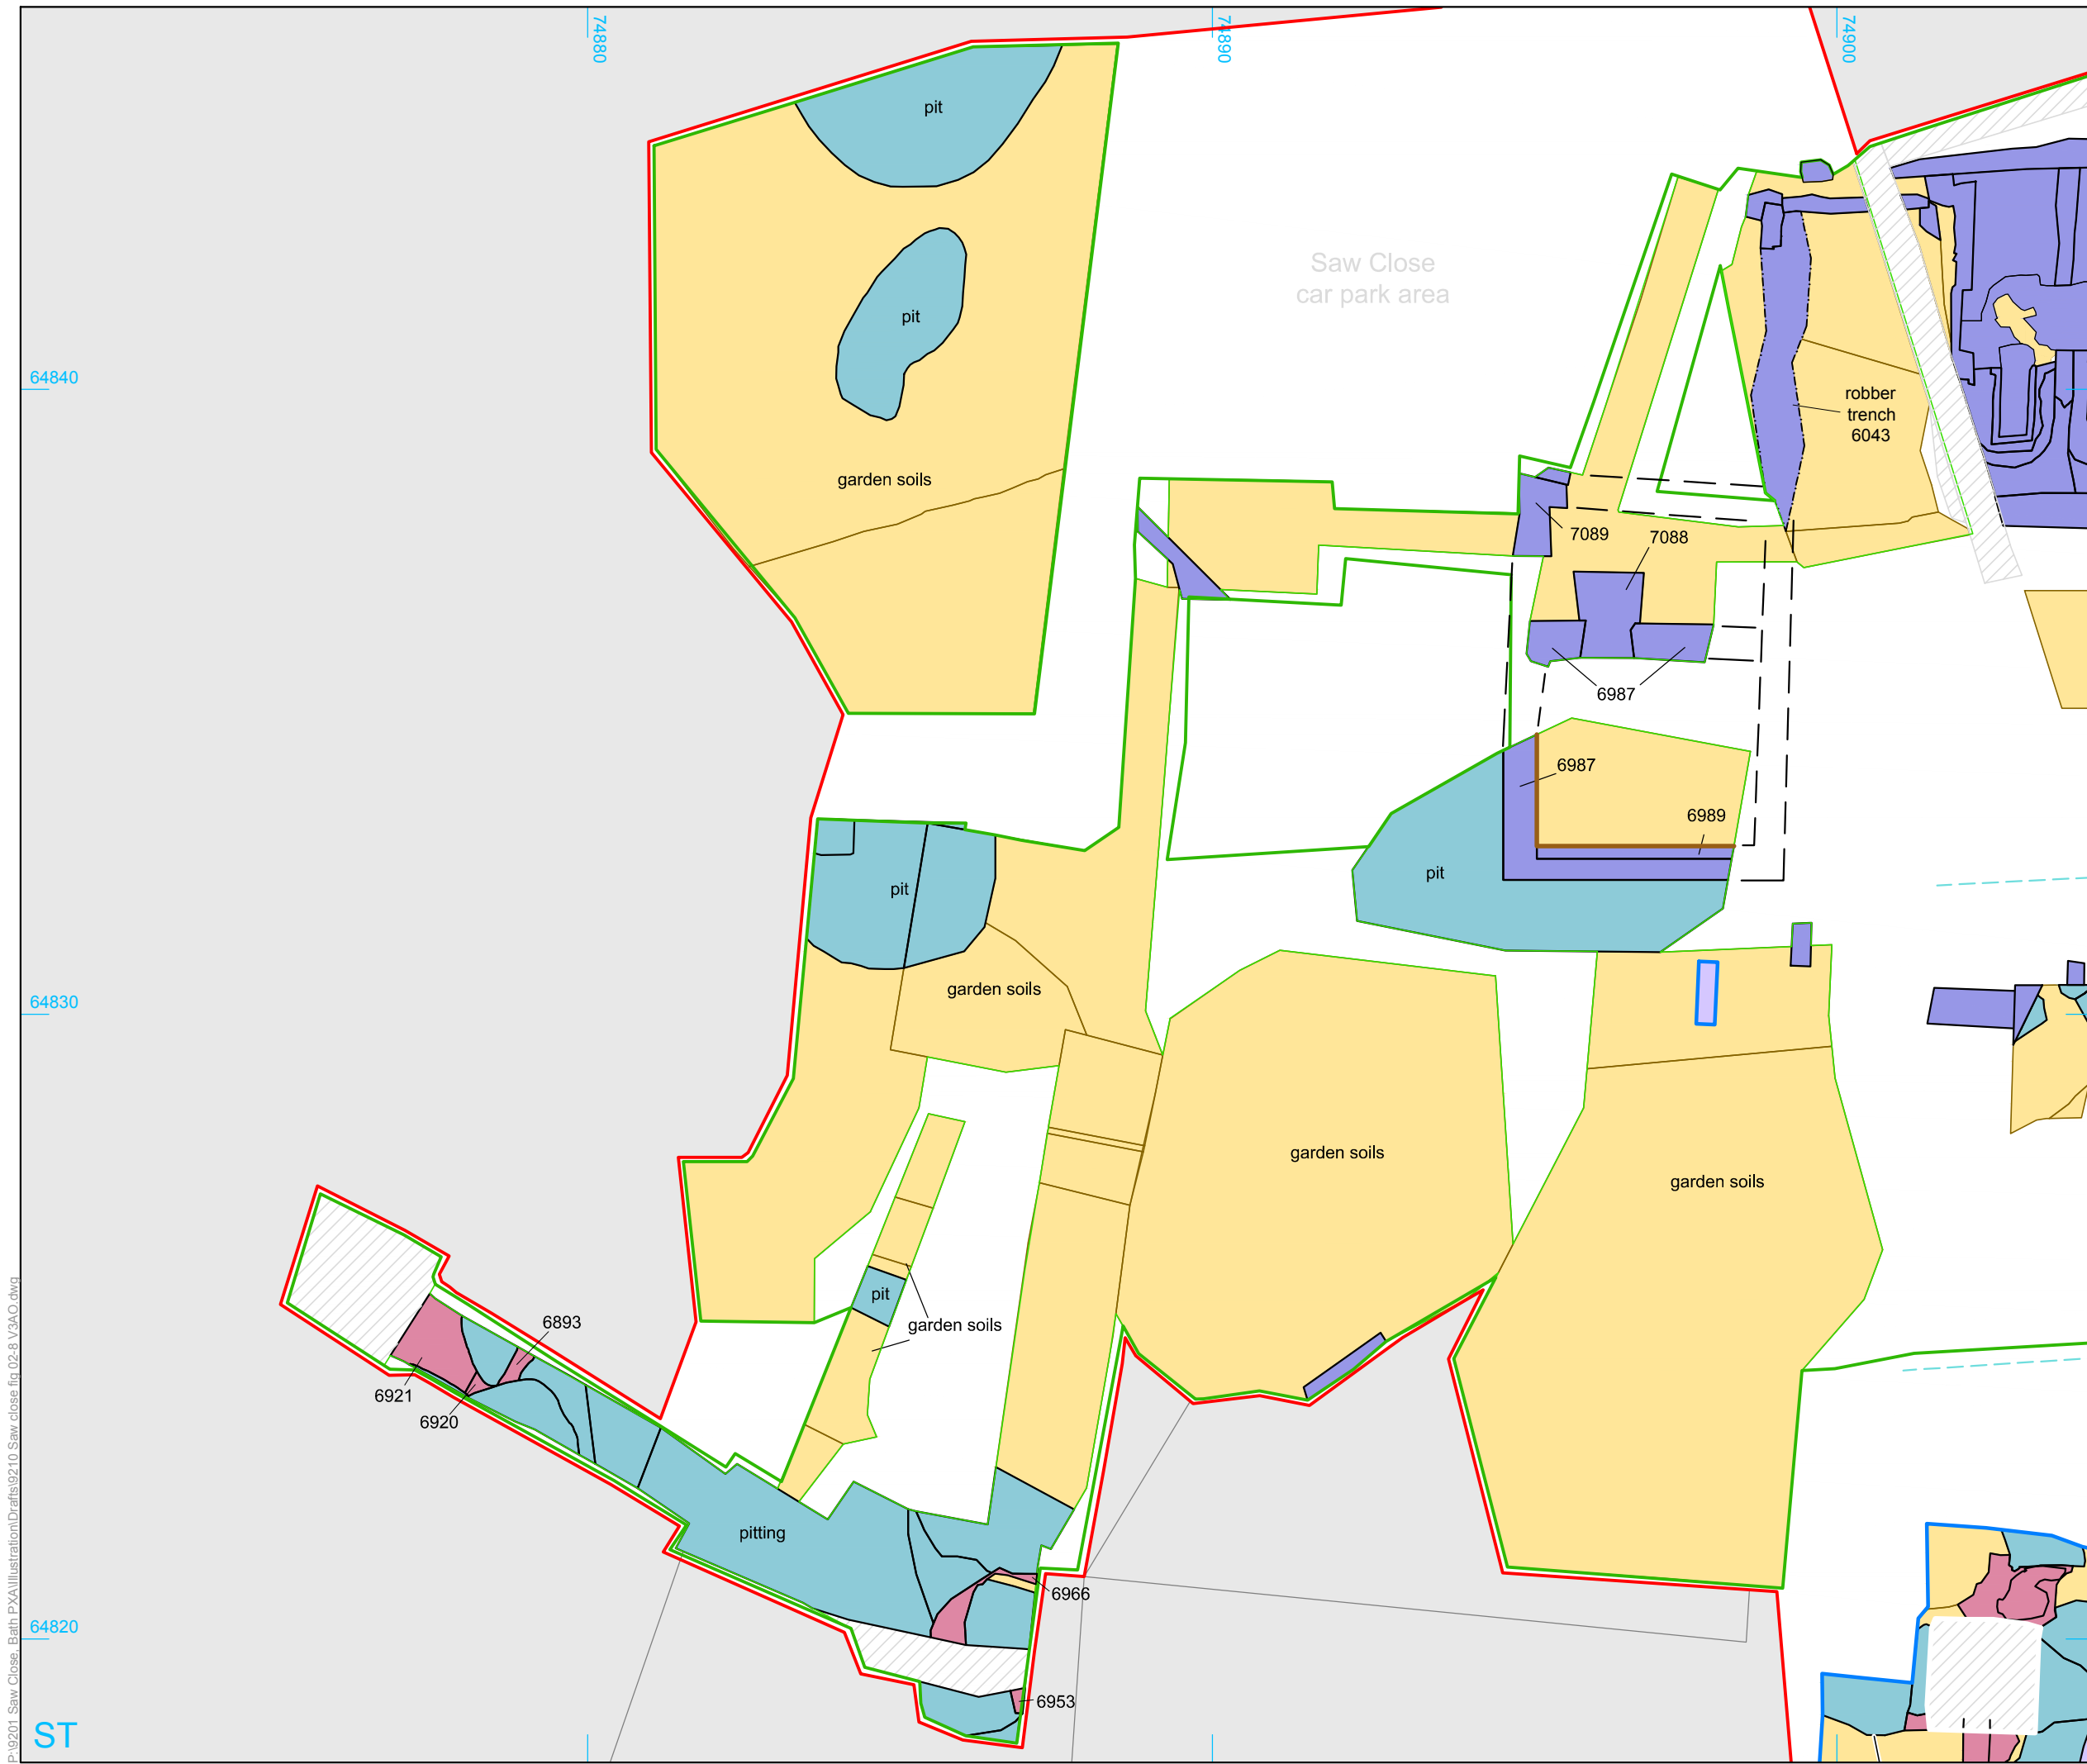 74880
74890
74900
pit
Saw Close
car park area
pit
64840
robber
trench
6043
garden soils
7089
7088
6987
6987
6989
pit
pit
garden soils
64830
garden soils
garden soils
pit
6893
garden soils
6921
6920
pitting
6966
64820
6953
ST
P:\9201 Saw Close, Bath PXA\Illustration\Drafts\9210 Saw close fig 02-8 V3AO.dwg